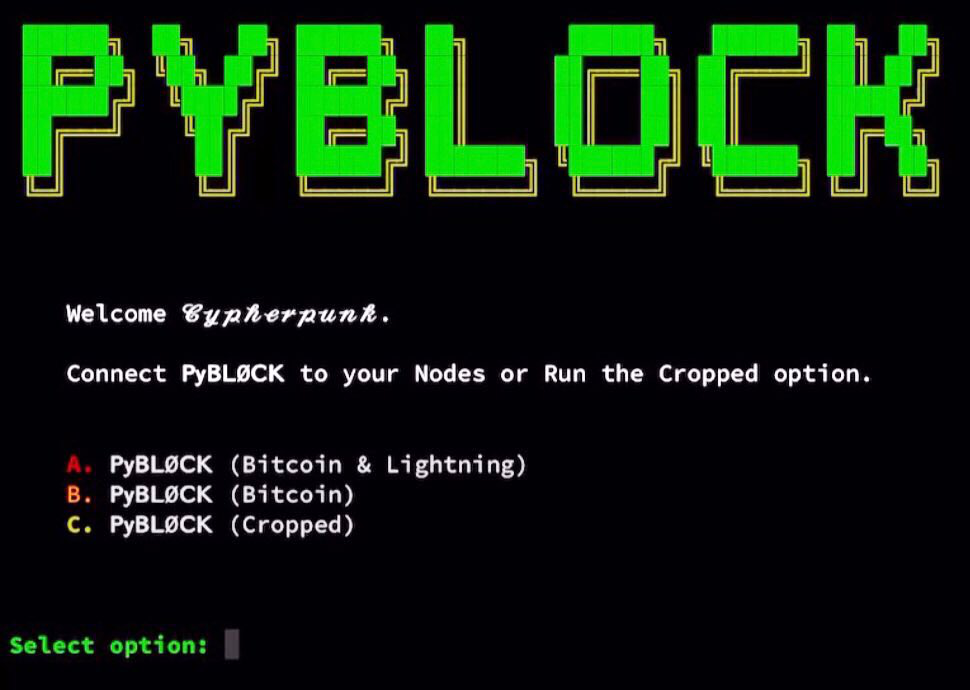 PYBLOCK
Welcome 𝓒𝔂𝓹𝓱𝓮𝓻𝓹𝓾𝓷𝓴.
Connect PyBLØCK to your Nodes or Run the Cropped option.
A. PyBLØCK (Bitcoin & Lightning)
B. PyBLØCK (Bitcoin)
C. PyBLØCK (Cropped)
Select option: